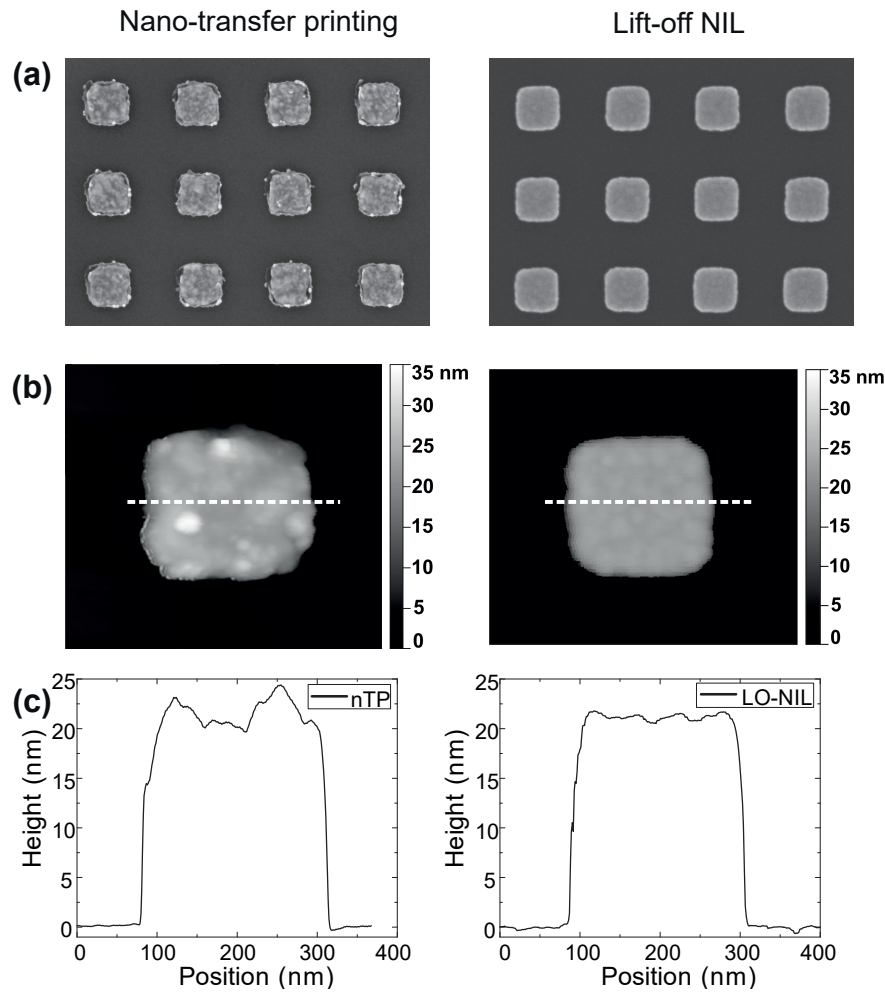 Nano-transfer printing
Lift-off NIL
(a)
(b)
35 nm
30
25
20
15
10
5
0
35 nm
30
25
20
15
10
5
0
(c)
nTP
25
20
15
10
5
0
Height (nm)
0 100 200 300 400
Position (nm)
LO-NIL
25
20
15
10
5
0
Height (nm)
0 100 200 300 400
Position (nm)